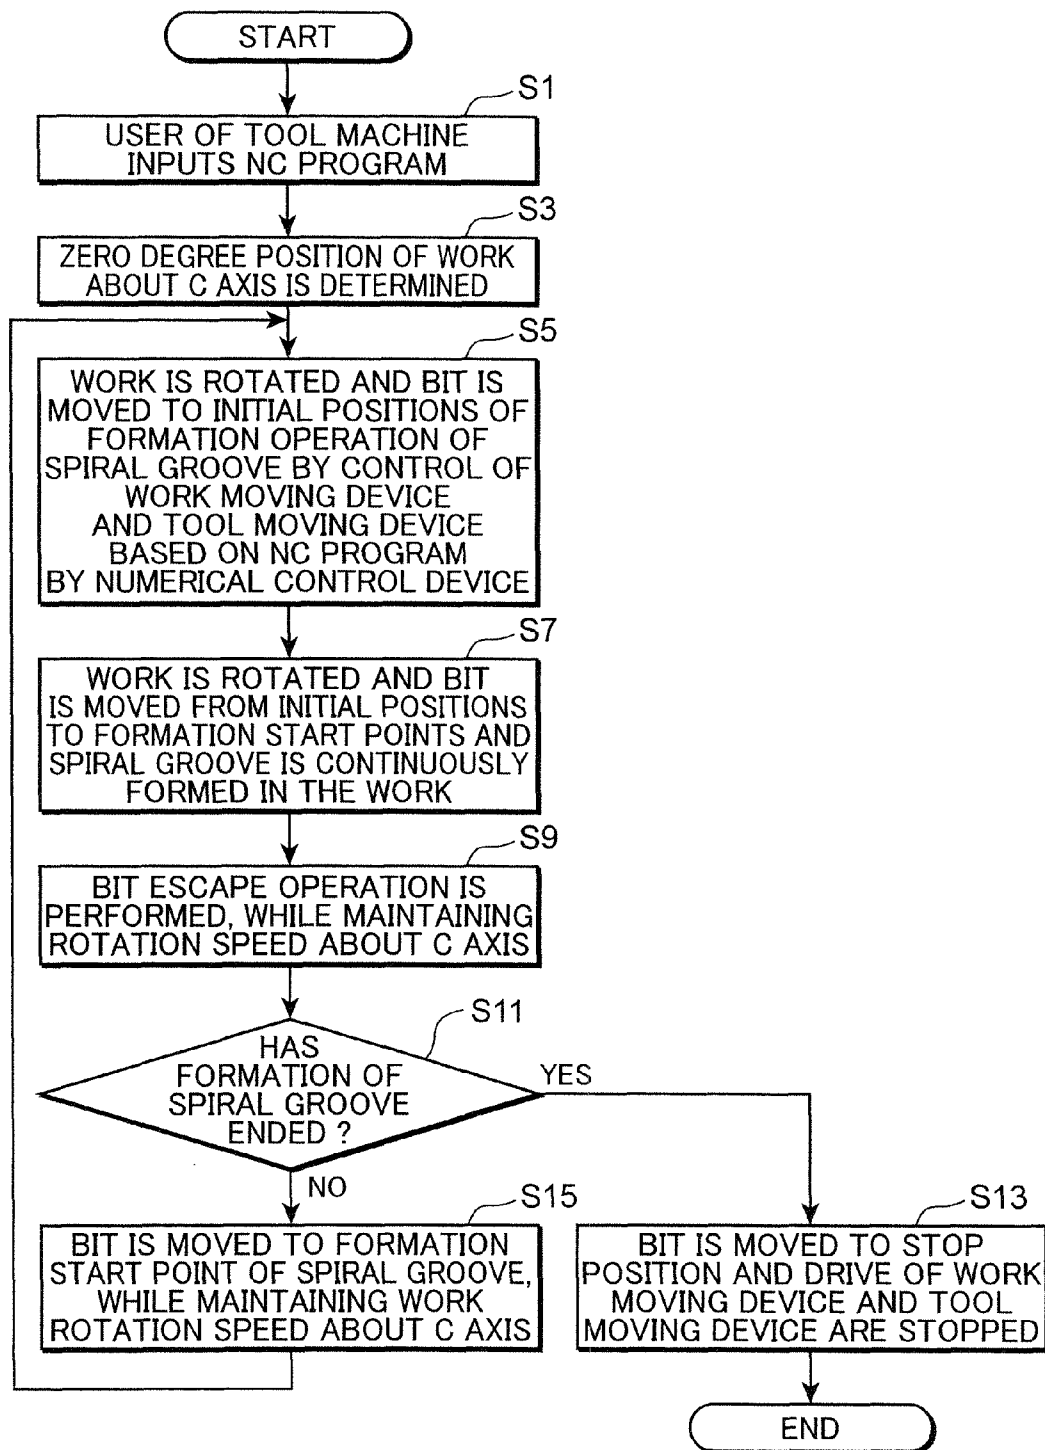 START
S1
USER OF TOOL MACHINE
INPUTS NC PROGRAM
S3
ZERO DEGREE POSITION OF WORK
ABOUT C AXIS IS DETERMINED
S5
WORK IS ROTATED AND BIT IS
MOVED TO INITIAL POSITIONS OF
FORMATION OPERATION OF
SPIRAL GROOVE BY CONTROL OF
WORK MOVING DEVICE
AND TOOL MOVING DEVICE
BASED ON NC PROGRAM
BY NUMERICAL CONTROL DEVICE
S7
WORK IS ROTATED AND BIT
IS MOVED FROM INITIAL POSITIONS
TO FORMATION START POINTS AND
SPIRAL GROOVE IS CONTINUOUSLY
FORMED IN THE WORK
S9
BIT ESCAPE OPERATION IS
PERFORMED, WHILE MAINTAINING
ROTATION SPEED ABOUT C AXIS
S11
HAS
FORMATION OF
SPIRAL GROOVE
ENDED ?
YES
NO
S15
BIT IS MOVED TO FORMATION
START POINT OF SPIRAL GROOVE,
WHILE MAINTAINING WORK
ROTATION SPEED ABOUT C AXIS
S13
BIT IS MOVED TO STOP
POSITION AND DRIVE OF WORK
MOVING DEVICE AND TOOL
MOVING DEVICE ARE STOPPED
END